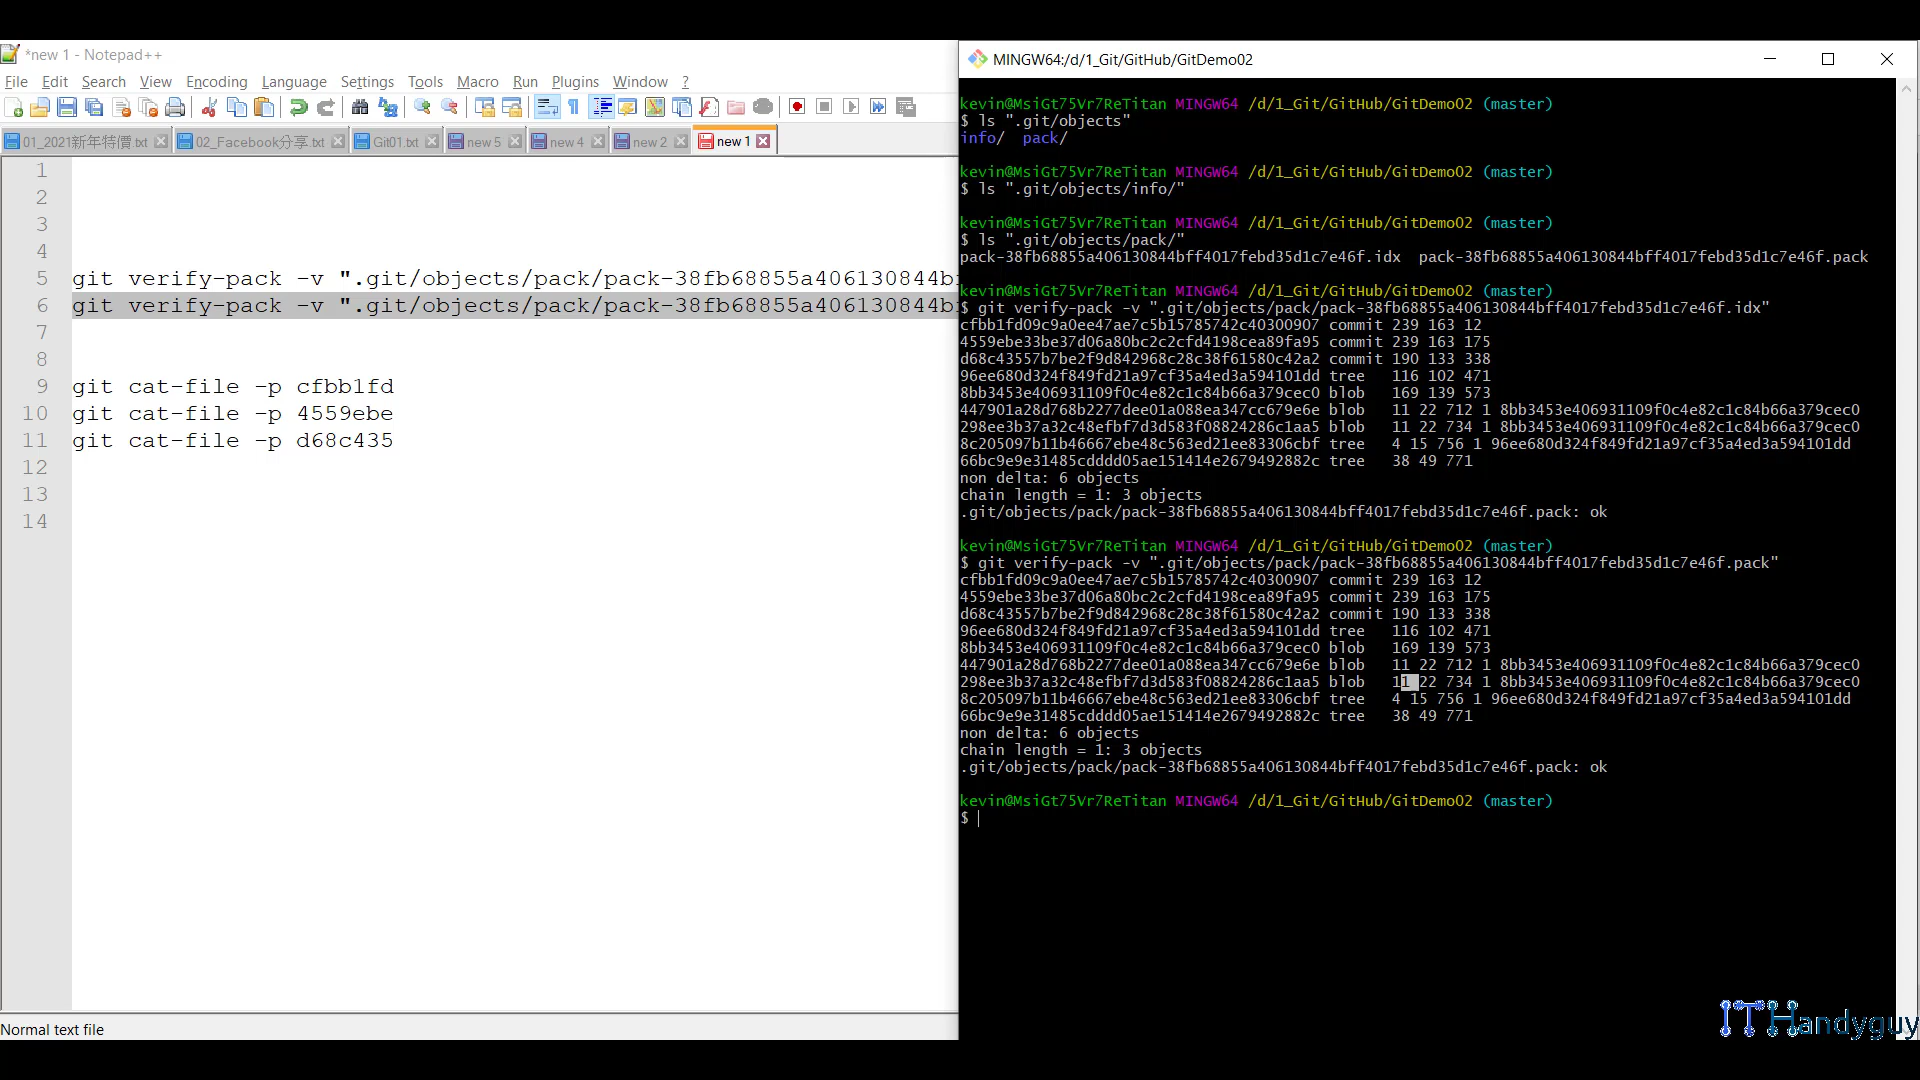 *new 1 - Notepad++
File Edit Search View Encoding Language Settings Tools Macro Run Plugins Window ?
01_2021新年特價.txt 02_Facebook分享.txt Git01.txt new 5 new 4 new 2 new 1
1
2
3
4
5 git verify-pack -v ".git/objects/pack/pack-38fb68855a406130844b
6 git verify-pack -v ".git/objects/pack/pack-38fb68855a406130844b
7
8
9 git cat-file -p cfbb1fd
10 git cat-file -p 4559ebe
11 git cat-file -p d68c435
12
13
14
Normal text file
MINGW64:/d/1_Git/GitHub/GitDemo02
kevin@MsiGt75Vr7ReTitan MINGW64 /d/1_Git/GitHub/GitDemo02 (master)
$ ls ".git/objects"
info/ pack/
kevin@MsiGt75Vr7ReTitan MINGW64 /d/1_Git/GitHub/GitDemo02 (master)
$ ls ".git/objects/info/"
kevin@MsiGt75Vr7ReTitan MINGW64 /d/1_Git/GitHub/GitDemo02 (master)
$ ls ".git/objects/pack/"
pack-38fb68855a406130844bff4017febd35d1c7e46f.idx pack-38fb68855a406130844bff4017febd35d1c7e46f.pack
kevin@MsiGt75Vr7ReTitan MINGW64 /d/1_Git/GitHub/GitDemo02 (master)
$ git verify-pack -v ".git/objects/pack/pack-38fb68855a406130844bff4017febd35d1c7e46f.idx"
cfbb1fd09c9a0ee47ae7c5b15785742c40300907 commit 239 163 12
4559ebe33be37d06a80bc2c2cfd4198cea89fa95 commit 239 163 175
d68c43557b7be2f9d842968c28c38f61580c42a2 commit 190 133 338
96ee680d324f849fd21a97cf35a4ed3a594101dd tree 116 102 471
8bb3453e406931109f0c4e82c1c84b66a379cec0 blob 169 139 573
447901a28d768b2277dee01a088ea347cc679e6e blob 11 22 712 1 8bb3453e406931109f0c4e82c1c84b66a379cec0
298ee3b37a32c48efbf7d3d583f08824286c1aa5 blob 11 22 734 1 8bb3453e406931109f0c4e82c1c84b66a379cec0
8c205097b11b46667ebe48c563ed21ee83306cbf tree 4 15 756 1 96ee680d324f849fd21a97cf35a4ed3a594101dd
66bc9e9e31485cdddd05ae151414e2679492882c tree 38 49 771
non delta: 6 objects
chain length = 1: 3 objects
.git/objects/pack/pack-38fb68855a406130844bff4017febd35d1c7e46f.pack: ok
kevin@MsiGt75Vr7ReTitan MINGW64 /d/1_Git/GitHub/GitDemo02 (master)
$ git verify-pack -v ".git/objects/pack/pack-38fb68855a406130844bff4017febd35d1c7e46f.pack"
cfbb1fd09c9a0ee47ae7c5b15785742c40300907 commit 239 163 12
4559ebe33be37d06a80bc2c2cfd4198cea89fa95 commit 239 163 175
d68c43557b7be2f9d842968c28c38f61580c42a2 commit 190 133 338
96ee680d324f849fd21a97cf35a4ed3a594101dd tree 116 102 471
8bb3453e406931109f0c4e82c1c84b66a379cec0 blob 169 139 573
447901a28d768b2277dee01a088ea347cc679e6e blob 11 22 712 1 8bb3453e406931109f0c4e82c1c84b66a379cec0
298ee3b37a32c48efbf7d3d583f08824286c1aa5 blob 11 22 734 1 8bb3453e406931109f0c4e82c1c84b66a379cec0
8c205097b11b46667ebe48c563ed21ee83306cbf tree 4 15 756 1 96ee680d324f849fd21a97cf35a4ed3a594101dd
66bc9e9e31485cdddd05ae151414e2679492882c tree 38 49 771
non delta: 6 objects
chain length = 1: 3 objects
.git/objects/pack/pack-38fb68855a406130844bff4017febd35d1c7e46f.pack: ok
kevin@MsiGt75Vr7ReTitan MINGW64 /d/1_Git/GitHub/GitDemo02 (master)
$
ITHandyguy